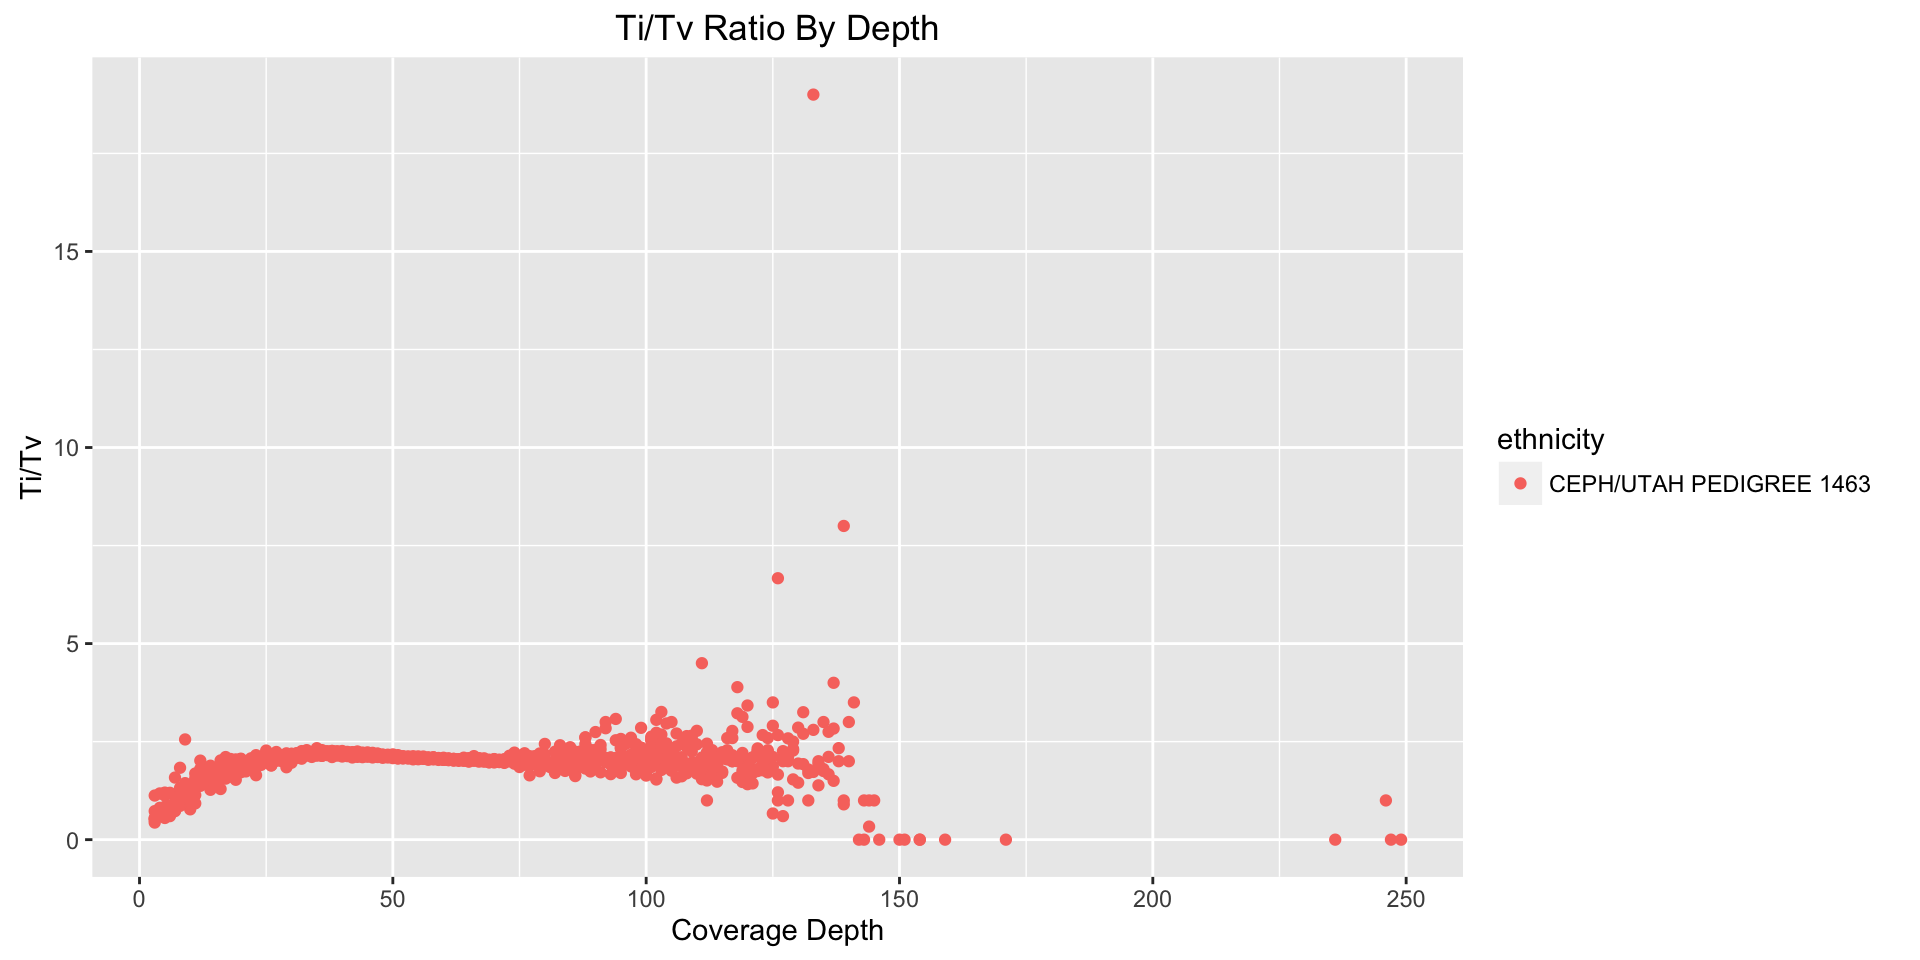 Ti/Tv Ratio By Depth
Ti/Tv
15
10
5
0
0 50 100 150 200 250
Coverage Depth
ethnicity
CEPH/UTAH PEDIGREE 1463